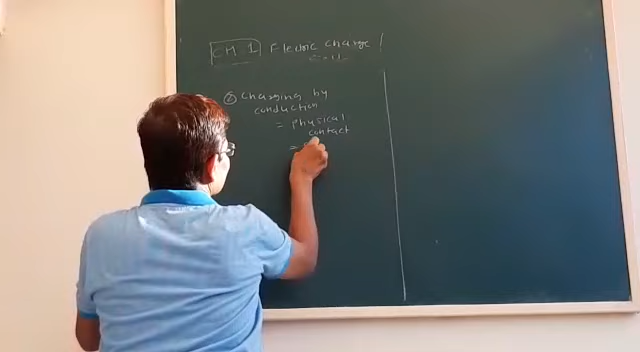 CH. 1 Electric charge
② Charging by
conduction
= physical
contact
=